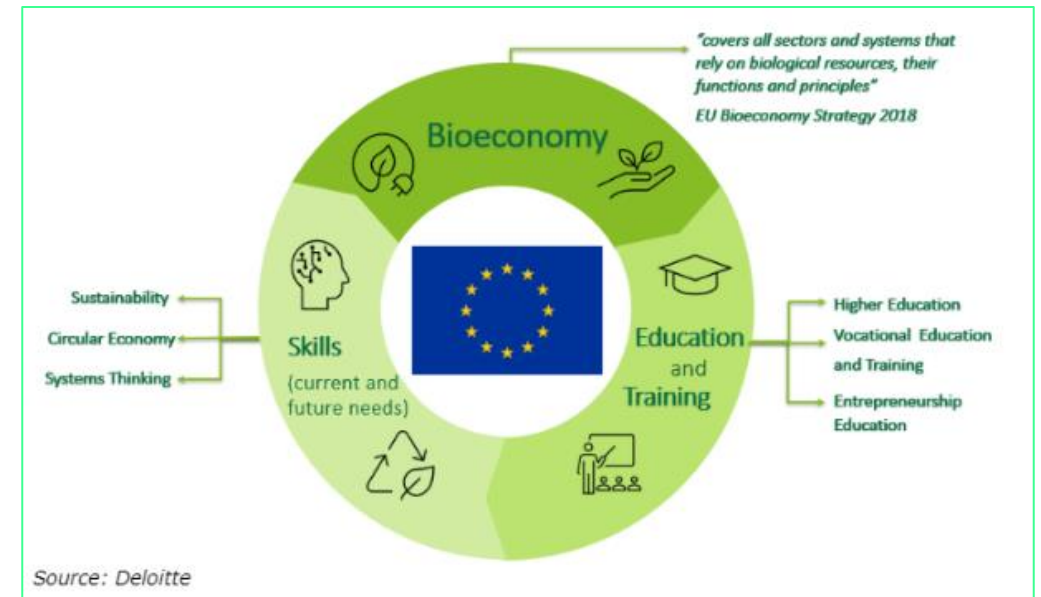 "covers all sectors and systems that
rely on biological resources, their
functions and principles"
EU Bioeconomy Strategy 2018
Bioeconomy
Sustainability
Circular Economy
Systems Thinking
Skills
(current and
future needs)
Education
and
Training
Higher Education
Vocational Education
and Training
Entrepreneurship
Education
Source: Deloitte